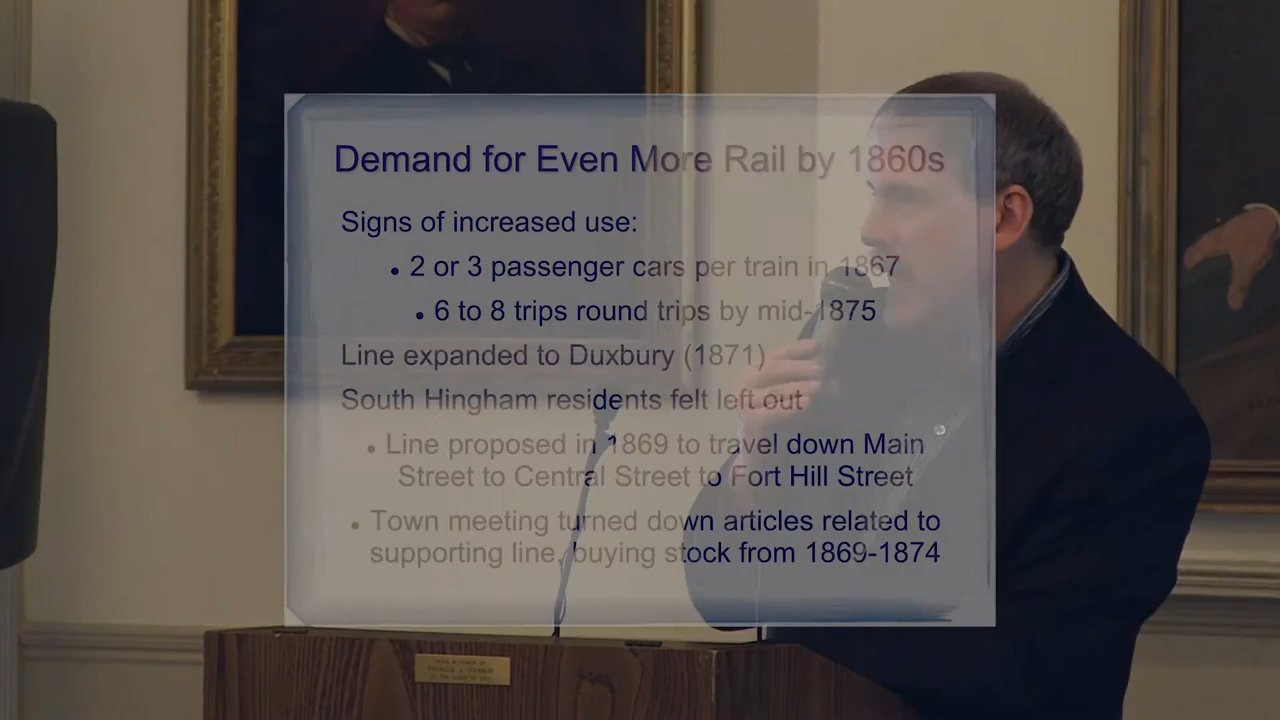 Demand for Even More Rail by 1860s
Signs of increased use:
• 2 or 3 passenger cars per train in 1867
• 6 to 8 trips round trips by mid-1875
Line expanded to Duxbury (1871)
South Hingham residents felt left out
• Line proposed in 1869 to travel down Main
Street to Central Street to Fort Hill Street
• Town meeting turned down articles related to
supporting line, buying stock from 1869-1874